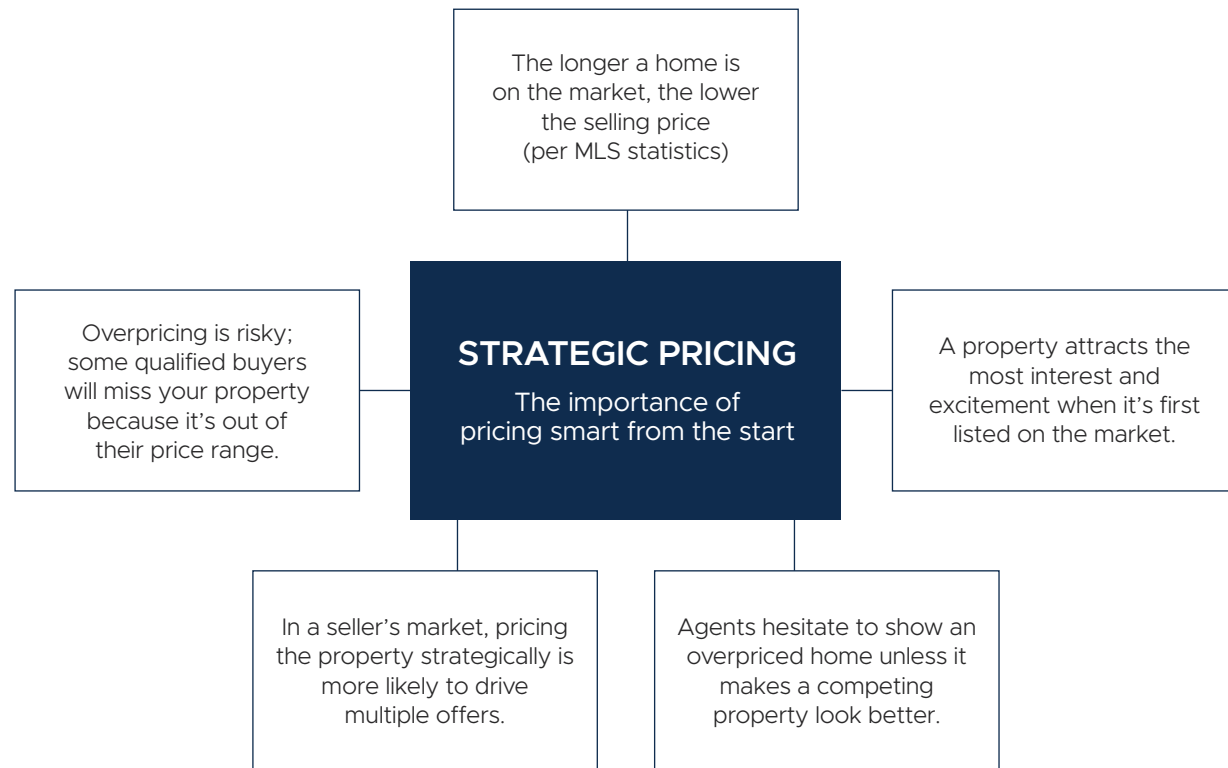 The longer a home is
on the market, the lower
the selling price
(per MLS statistics)
Overpricing is risky;
some qualified buyers
will miss your property
because it’s out of
their price range.
STRATEGIC PRICING
The importance of
pricing smart from the start
A property attracts the
most interest and
excitement when it’s first
listed on the market.
In a seller’s market, pricing
the property strategically is
more likely to drive
multiple offers.
Agents hesitate to show an
overpriced home unless it
makes a competing
property look better.